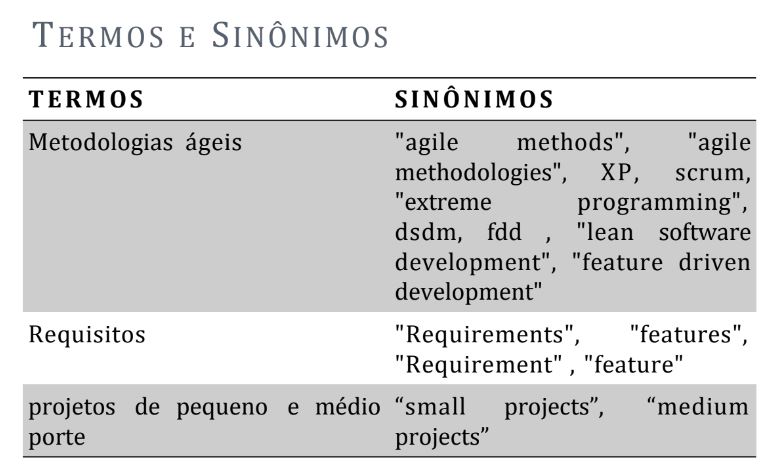 Termos e Sinônimos
TERMOS SINÔNIMOS
Metodologias ágeis "agile methods", "agile
methodologies", XP, scrum,
"extreme programming",
dsdm, fdd , "lean software
development", "feature driven
development"
Requisitos "Requirements", "features",
"Requirement" , "feature"
projetos de pequeno e médio “small projects”, “medium
porte projects”